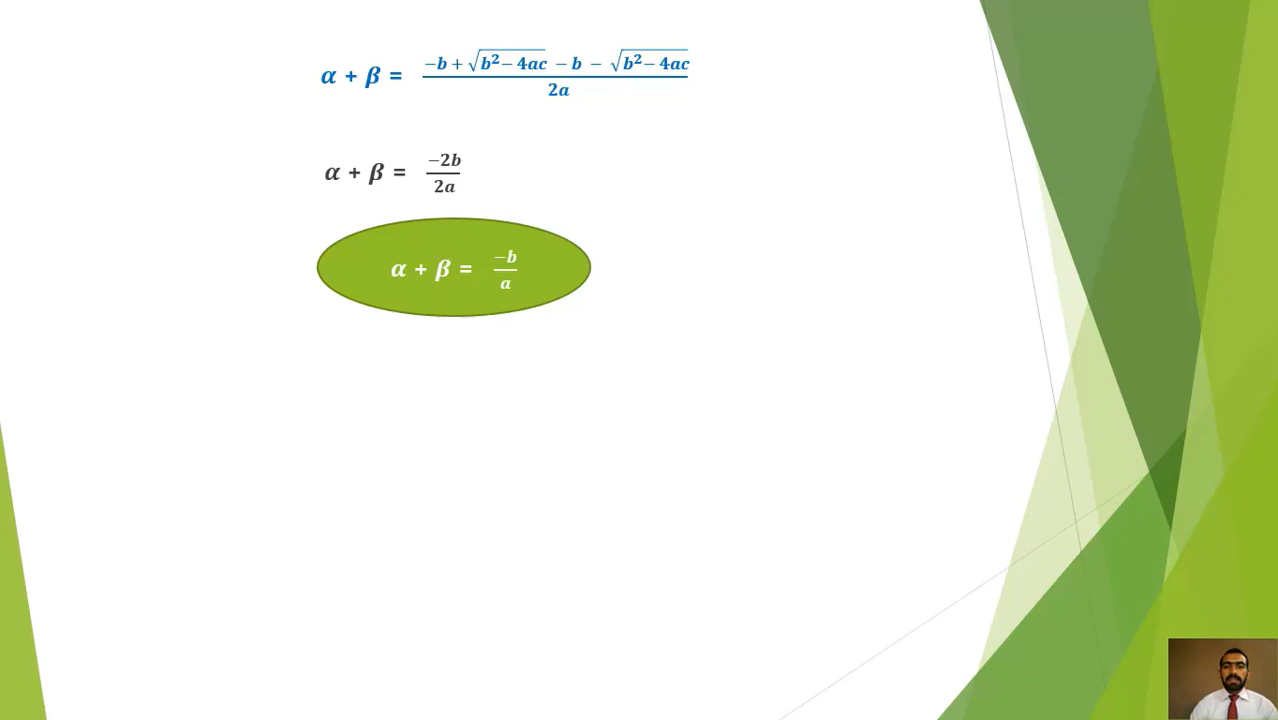 α + β = (−b + √(b² − 4ac) − b − √(b² − 4ac)) / 2a
α + β = −2b / 2a
α + β = −b / a